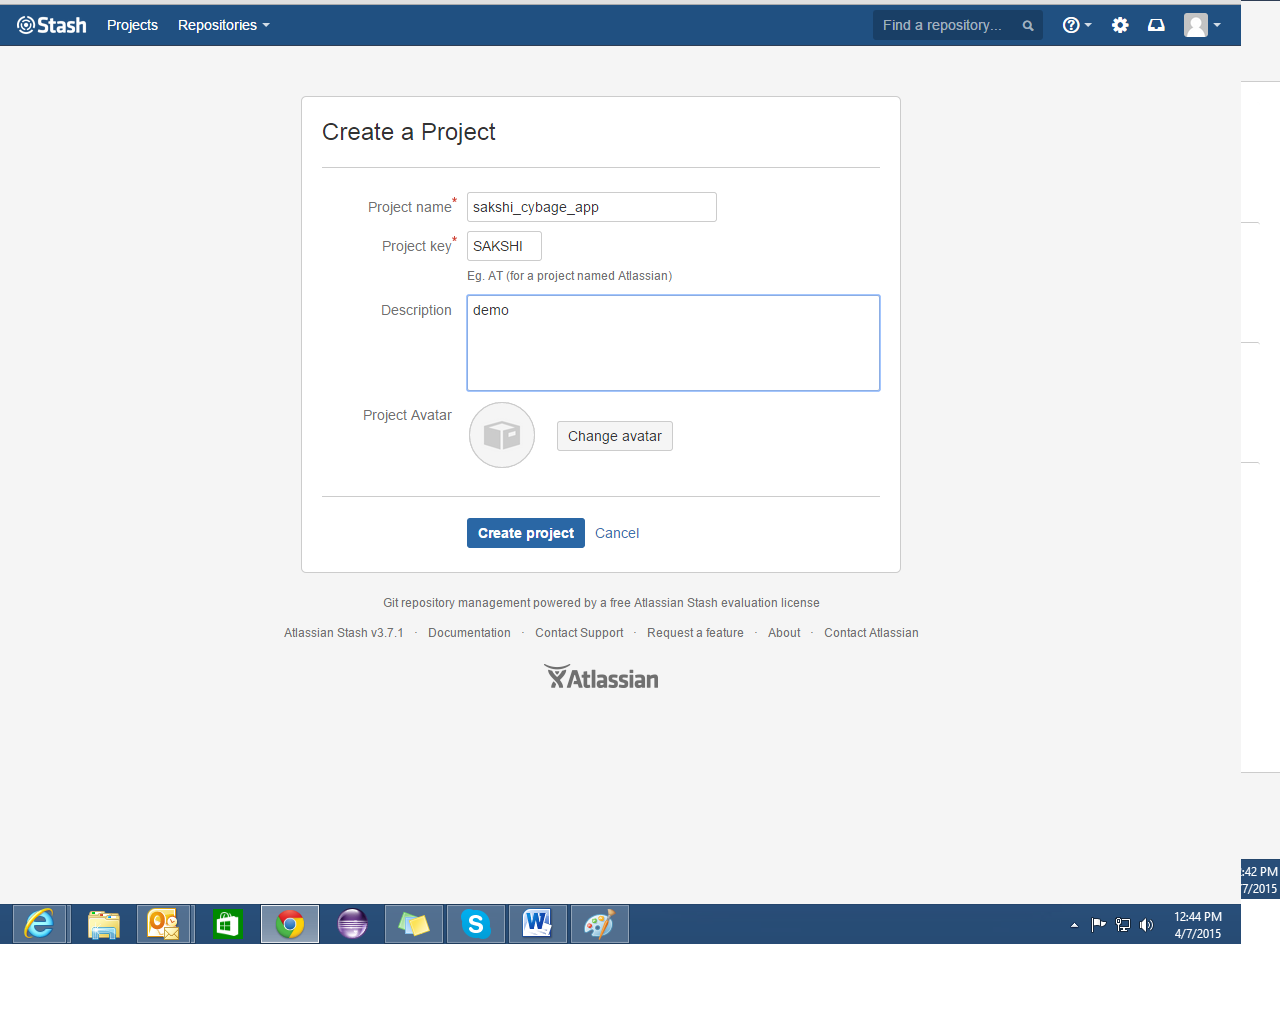 Stash Projects Repositories Find a repository...
Create a Project
Project name* sakshi_cybage_app
Project key* SAKSHI
Eg. AT (for a project named Atlassian)
Description demo
Project Avatar Change avatar
Create project Cancel
Git repository management powered by a free Atlassian Stash evaluation license
Atlassian Stash v3.7.1 · Documentation · Contact Support · Request a feature · About · Contact Atlassian
Atlassian
:42 PM
7/2015
12:44 PM
4/7/2015